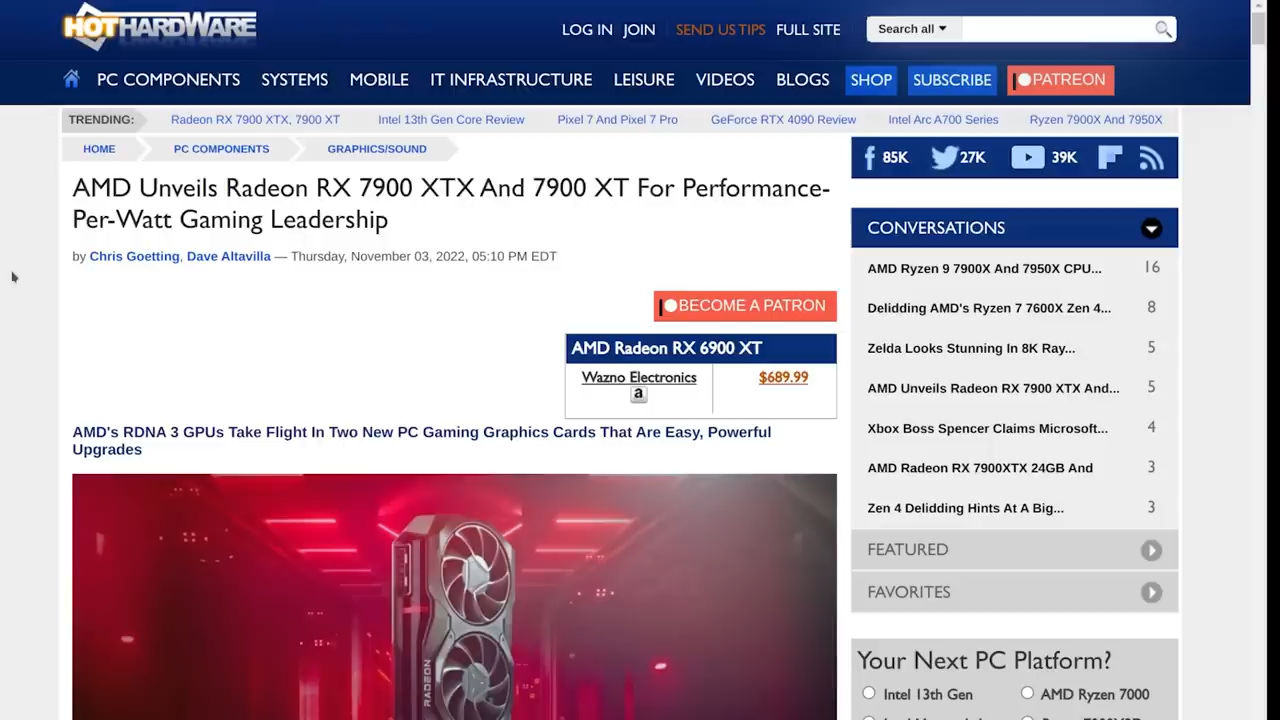 HOTHARDWARE
LOG IN JOIN SEND US TIPS FULL SITE Search all
PC COMPONENTS SYSTEMS MOBILE IT INFRASTRUCTURE LEISURE VIDEOS BLOGS SHOP SUBSCRIBE PATREON
TRENDING: Radeon RX 7900 XTX, 7900 XT Intel 13th Gen Core Review Pixel 7 And Pixel 7 Pro GeForce RTX 4090 Review Intel Arc A700 Series Ryzen 7900X And 7950X
HOME PC COMPONENTS GRAPHICS/SOUND
85K 27K 39K
AMD Unveils Radeon RX 7900 XTX And 7900 XT For Performance-
Per-Watt Gaming Leadership
by Chris Goetting, Dave Altavilla — Thursday, November 03, 2022, 05:10 PM EDT
BECOME A PATRON
AMD Radeon RX 6900 XT
Wazno Electronics $689.99
a
AMD's RDNA 3 GPUs Take Flight In Two New PC Gaming Graphics Cards That Are Easy, Powerful
Upgrades
RADEON
CONVERSATIONS
AMD Ryzen 9 7900X And 7950X CPU... 16
Delidding AMD's Ryzen 7 7600X Zen 4... 8
Zelda Looks Stunning In 8K Ray... 5
AMD Unveils Radeon RX 7900 XTX And... 5
Xbox Boss Spencer Claims Microsoft... 4
AMD Radeon RX 7900XTX 24GB And 3
Zen 4 Delidding Hints At A Big... 3
FEATURED
FAVORITES
Your Next PC Platform?
Intel 13th Gen AMD Ryzen 7000